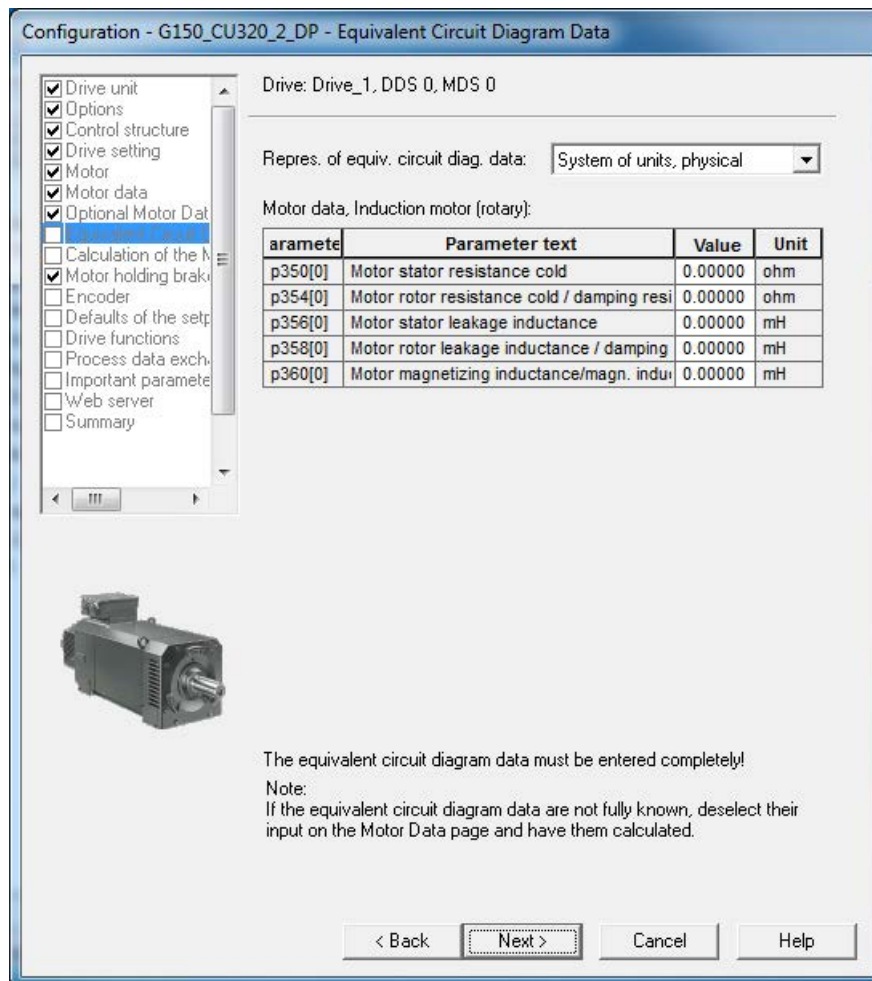 Configuration - G150_CU320_2_DP - Equivalent Circuit Diagram Data
Drive unit
Options
Control structure
Drive setting
Motor
Motor data
Optional Motor Dat
Calculation of the M
Motor holding brak
Encoder
Defaults of the setp
Drive functions
Process data exch
Important paramete
Web server
Summary
Drive: Drive_1, DDS 0, MDS 0
Repres. of equiv. circuit diag. data: System of units, physical
Motor data, Induction motor (rotary):
aramete Parameter text Value Unit
p350[0] Motor stator resistance cold 0.00000 ohm
p354[0] Motor rotor resistance cold / damping resi 0.00000 ohm
p356[0] Motor stator leakage inductance 0.00000 mH
p358[0] Motor rotor leakage inductance / damping 0.00000 mH
p360[0] Motor magnetizing inductance/magn. indu 0.00000 mH
The equivalent circuit diagram data must be entered completely!
Note:
If the equivalent circuit diagram data are not fully known, deselect their
input on the Motor Data page and have them calculated.
< Back Next > Cancel Help